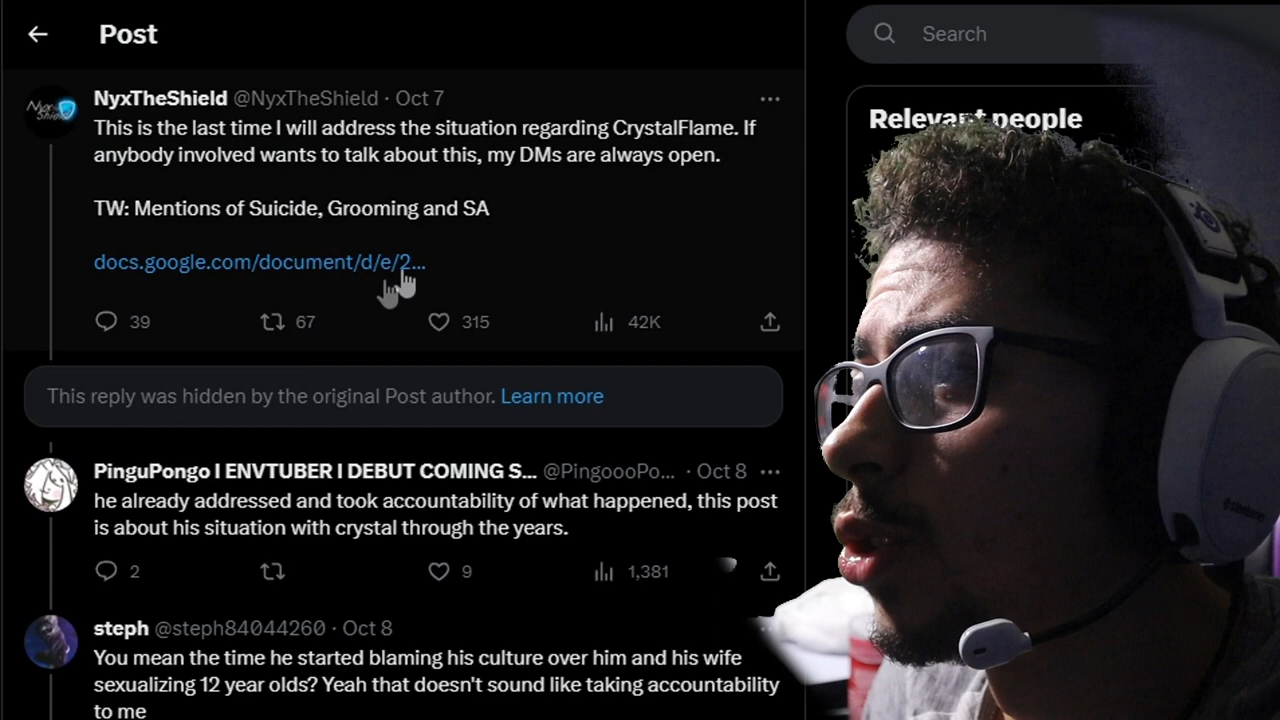 Post
Search
NyxTheShield @NyxTheShield · Oct 7
This is the last time I will address the situation regarding CrystalFlame. If
anybody involved wants to talk about this, my DMs are always open.
TW: Mentions of Suicide, Grooming and SA
docs.google.com/document/d/e/2...
39 67 315 42K
Relevant people
This reply was hidden by the original Post author. Learn more
PinguPongo I ENVTUBER I DEBUT COMING S... @PingoooPo... · Oct 8
he already addressed and took accountability of what happened, this post
is about his situation with crystal through the years.
2 9 1,381
steph @steph84044260 · Oct 8
You mean the time he started blaming his culture over him and his wife
sexualizing 12 year olds? Yeah that doesn't sound like taking accountability
to me